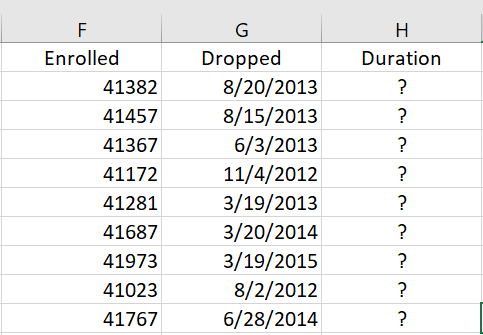 F G H
Enrolled Dropped Duration
41382 8/20/2013 ?
41457 8/15/2013 ?
41367 6/3/2013 ?
41172 11/4/2012 ?
41281 3/19/2013 ?
41687 3/20/2014 ?
41973 3/19/2015 ?
41023 8/2/2012 ?
41767 6/28/2014 ?